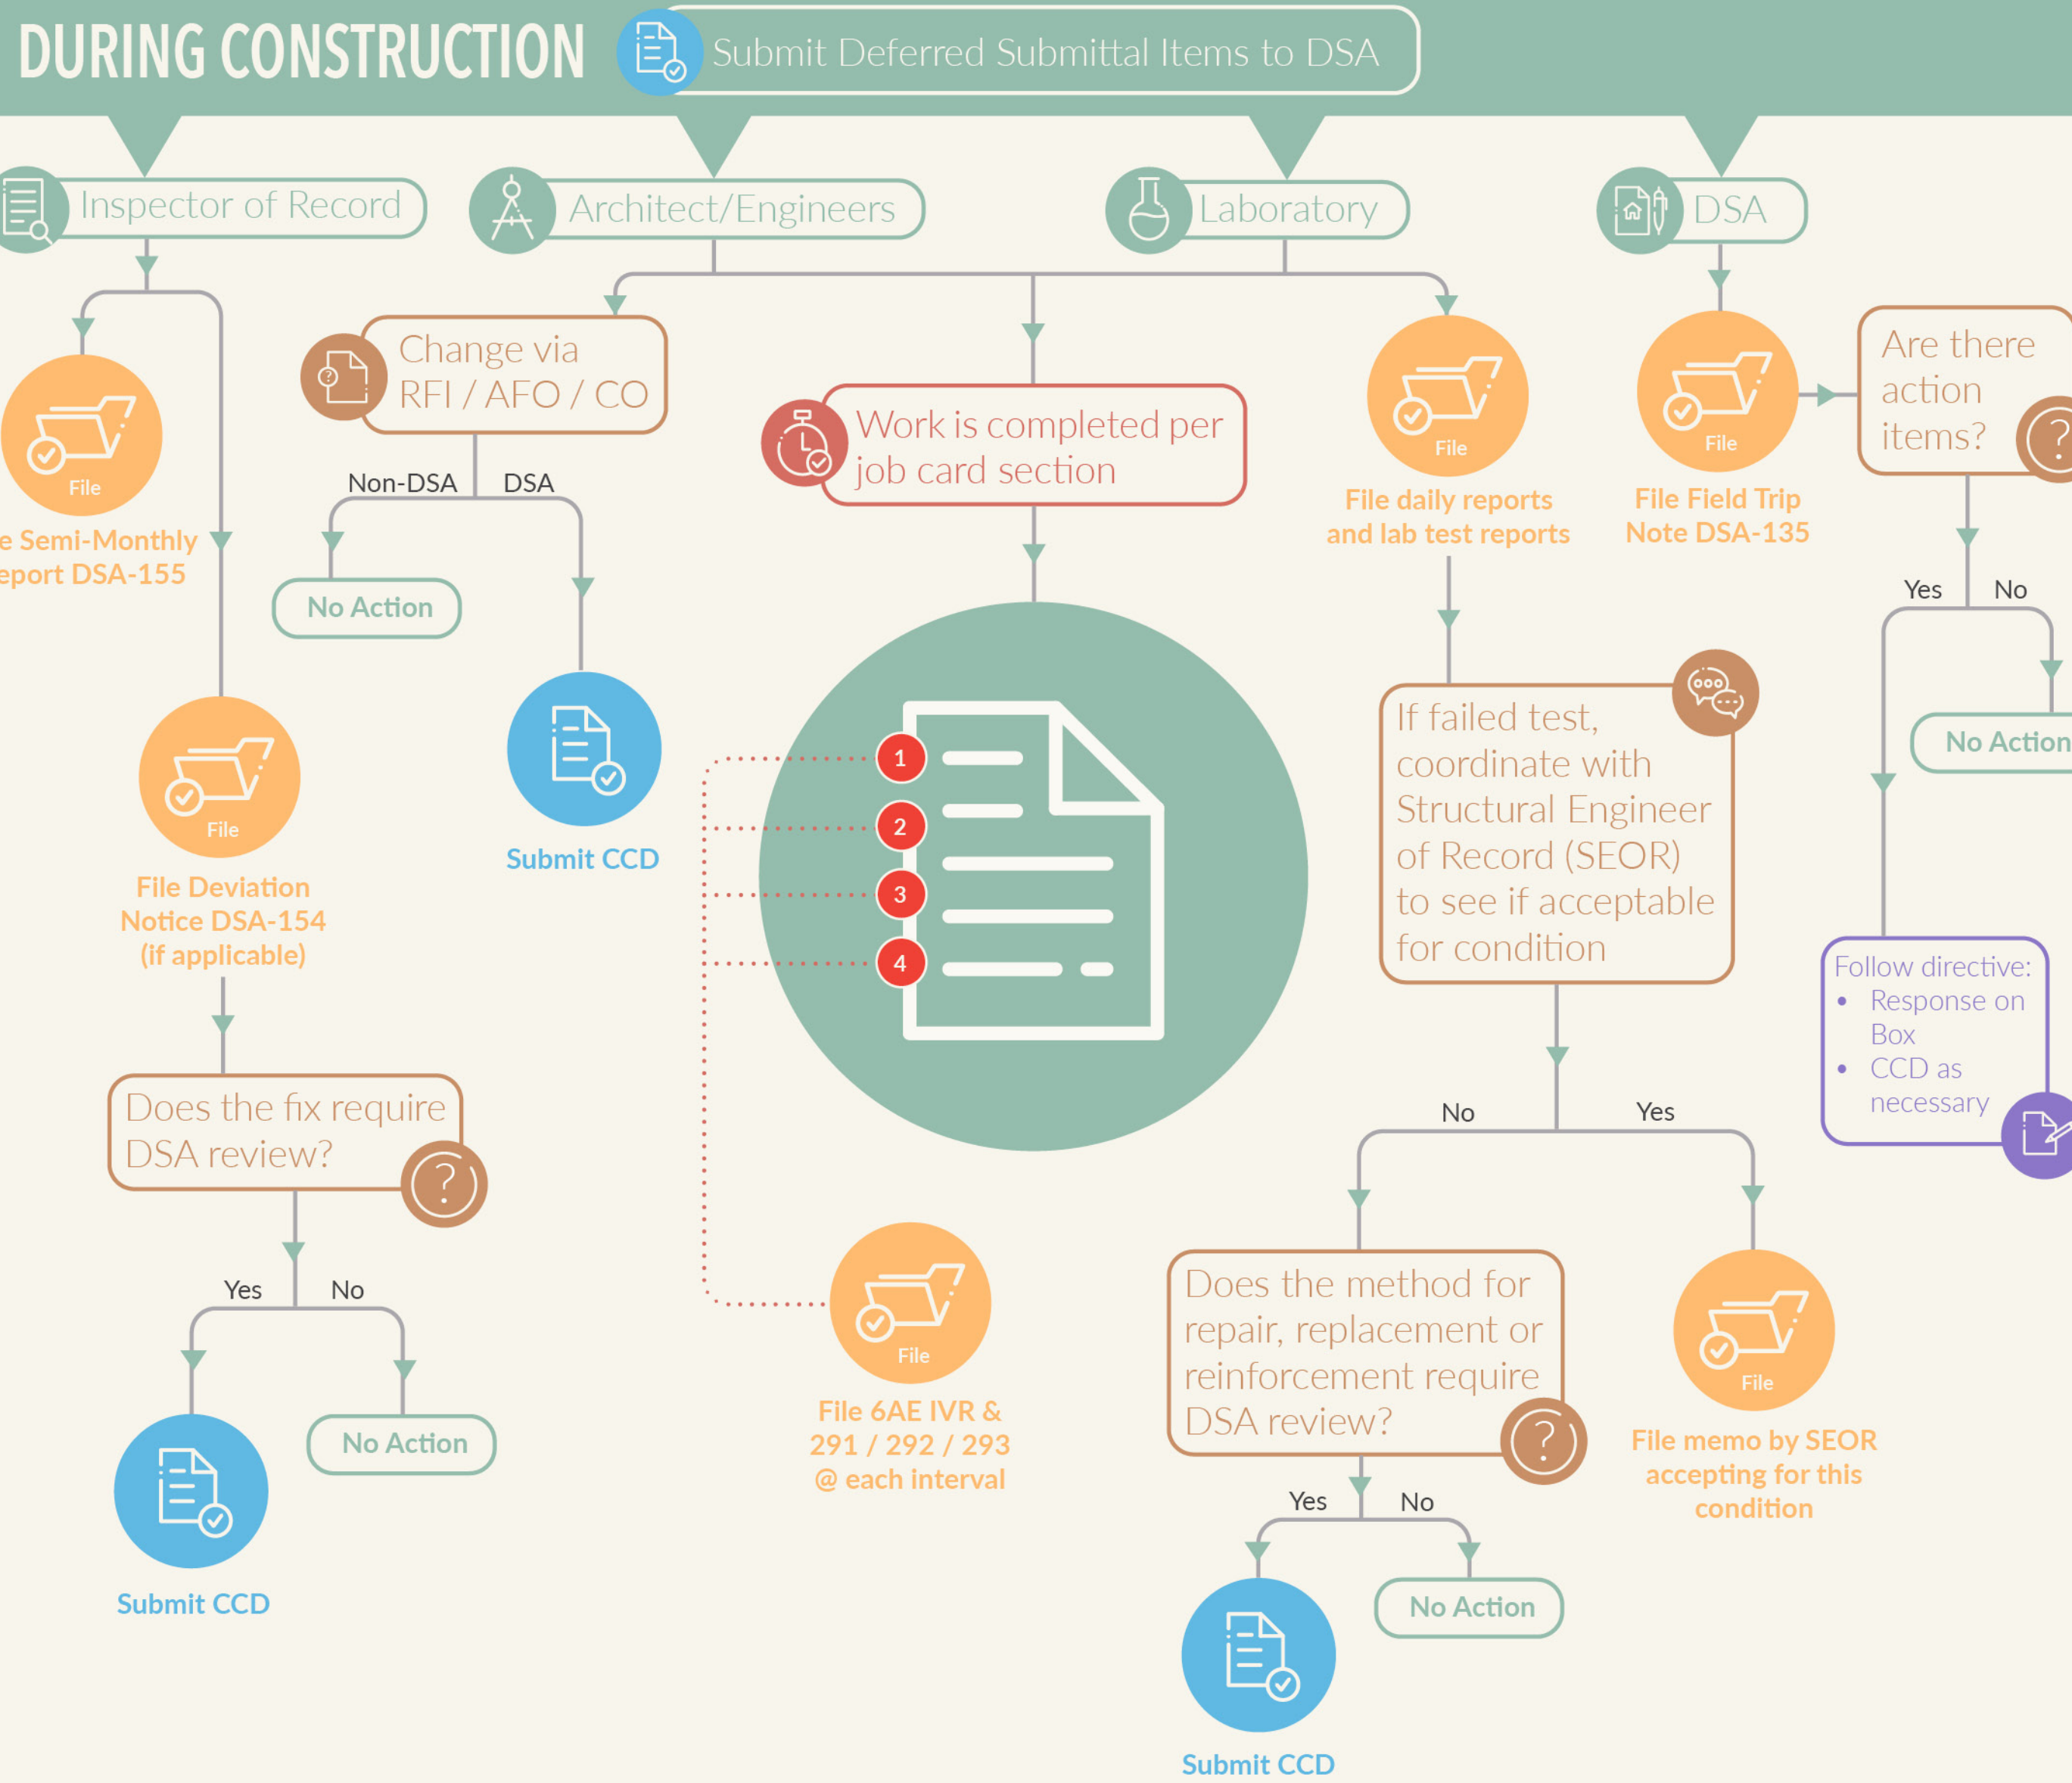 DURING CONSTRUCTION
Submit Deferred Submittal Items to DSA
Inspector of Record
Architect/Engineers
Laboratory
DSA
File
e Semi-Monthly
eport DSA-155
Change via
RFI / AFO / CO
Non-DSA
DSA
No Action
Submit CCD
Work is completed per
job card section
File
File daily reports
and lab test reports
File
File Field Trip
Note DSA-135
Are there
action
items?
?
Yes
No
No Action
Follow directive:
• Response on
Box
• CCD as
necessary
File
File Deviation
Notice DSA-154
(if applicable)
Does the fix require
DSA review?
?
Yes
No
Submit CCD
No Action
1
2
3
4
File
File 6AE IVR &
291 / 292 / 293
@ each interval
If failed test,
coordinate with
Structural Engineer
of Record (SEOR)
to see if acceptable
for condition
No
Yes
Does the method for
repair, replacement or
reinforcement require
DSA review?
?
Yes
No
Submit CCD
No Action
File
File memo by SEOR
accepting for this
condition